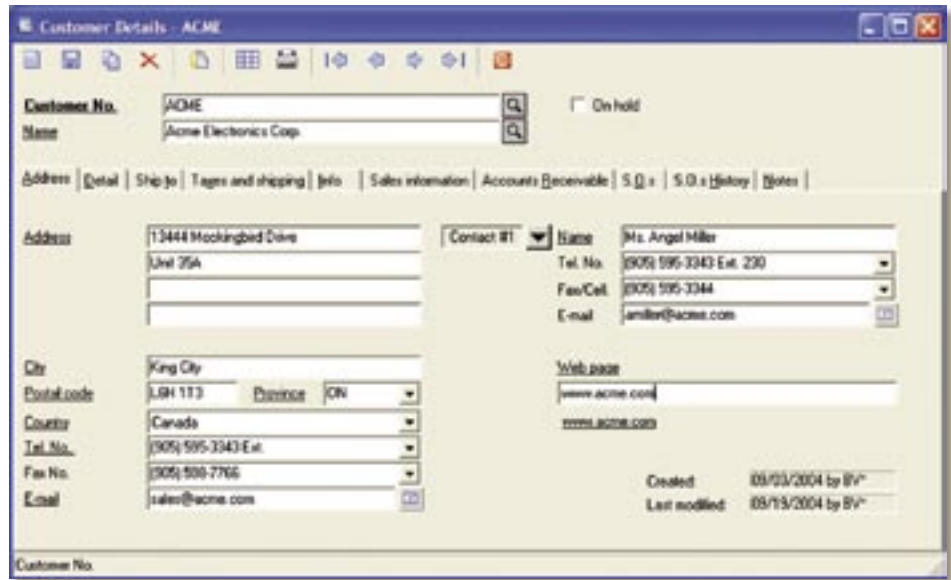 Customer Details - ACME
Customer No. ACME On hold
Name Acme Electronics Corp.
Address Detail Ship to Taxes and shipping Info Sales information Accounts Receivable S.O.s S.O.s History Notes
Address 13444 Mockingbird Drive Contact #1 Name Ms. Angel Miller
Unit 35A Tel. No. (905) 595-3343 Ext. 230
Fax/Cell. (905) 595-3344
E-mail amiller@acme.com
City King City Web page
Postal code Province ON www.acme.com
Country Canada www.acme.com
Tel. No. (905) 595-3343 Ext.
Fax No.
E-mail sales@acme.com
Created 09/03/2004 by BV
Last modified 09/19/2004 by BV
Customer No.